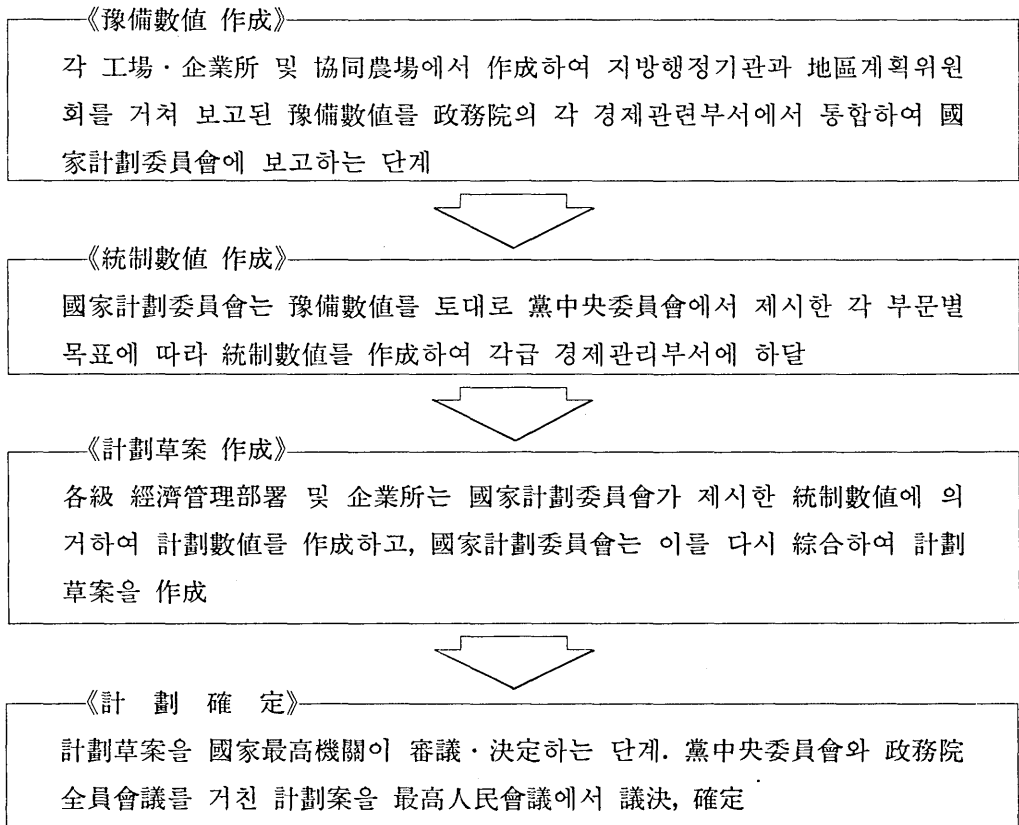 《豫備數値 作成》
각 工場·企業所 및 協同農場에서 作成하여 지방행정기관과 地區계획위원
회를 거쳐 보고된 豫備數値를 政務院의 각 경제관련부서에서 통합하여 國
家計劃委員會에 보고하는 단계
《統制數値 作成》
國家計劃委員會는 豫備數値를 토대로 黨中央委員會에서 제시한 각 부문별
목표에 따라 統制數値를 作成하여 각급 경제관리부서에 하달
《計劃草案 作成》
各級 經濟管理部署 및 企業所는 國家計劃委員會가 제시한 統制數値에 의
거하여 計劃數値를 作成하고, 國家計劃委員會는 이를 다시 綜合하여 計劃
草案을 作成
《計 劃 確 定》
計劃草案을 國家最高機關이 審議·決定하는 단계. 黨中央委員會와 政務院
全員會議를 거친 計劃案을 最高人民會議에서 議決, 確定